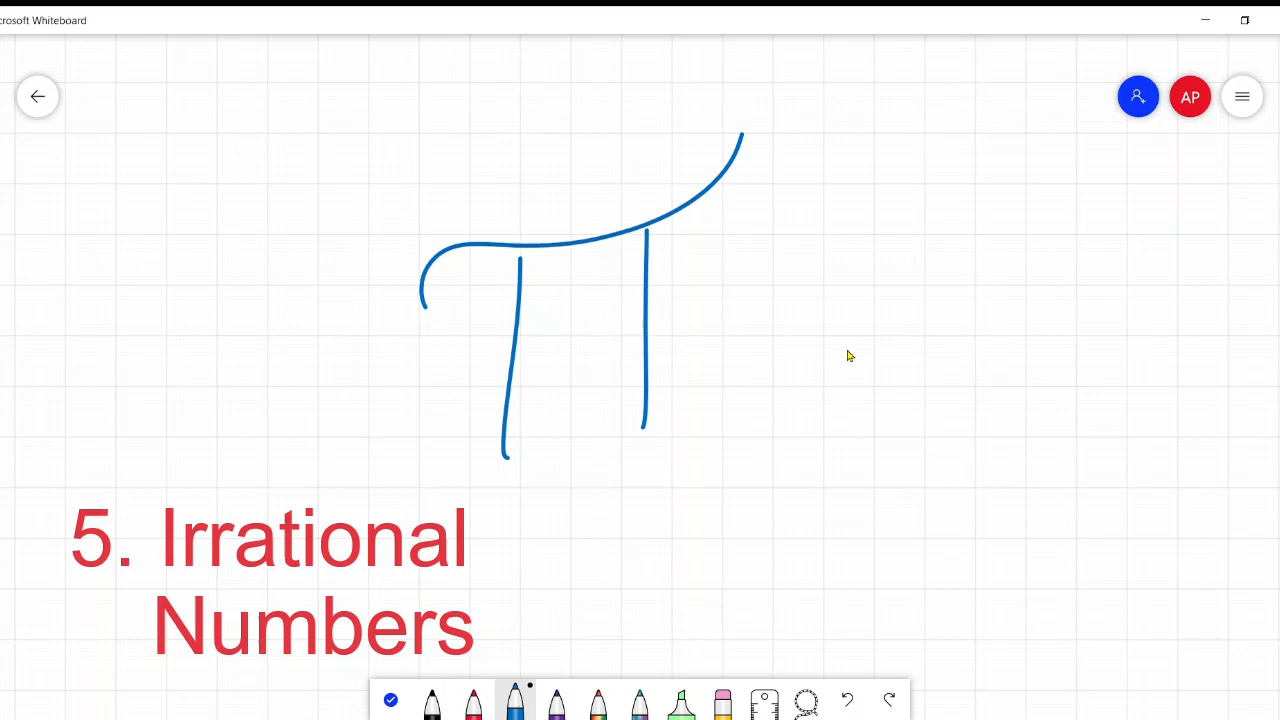 crosoft Whiteboard
AP
π
5. Irrational
Numbers